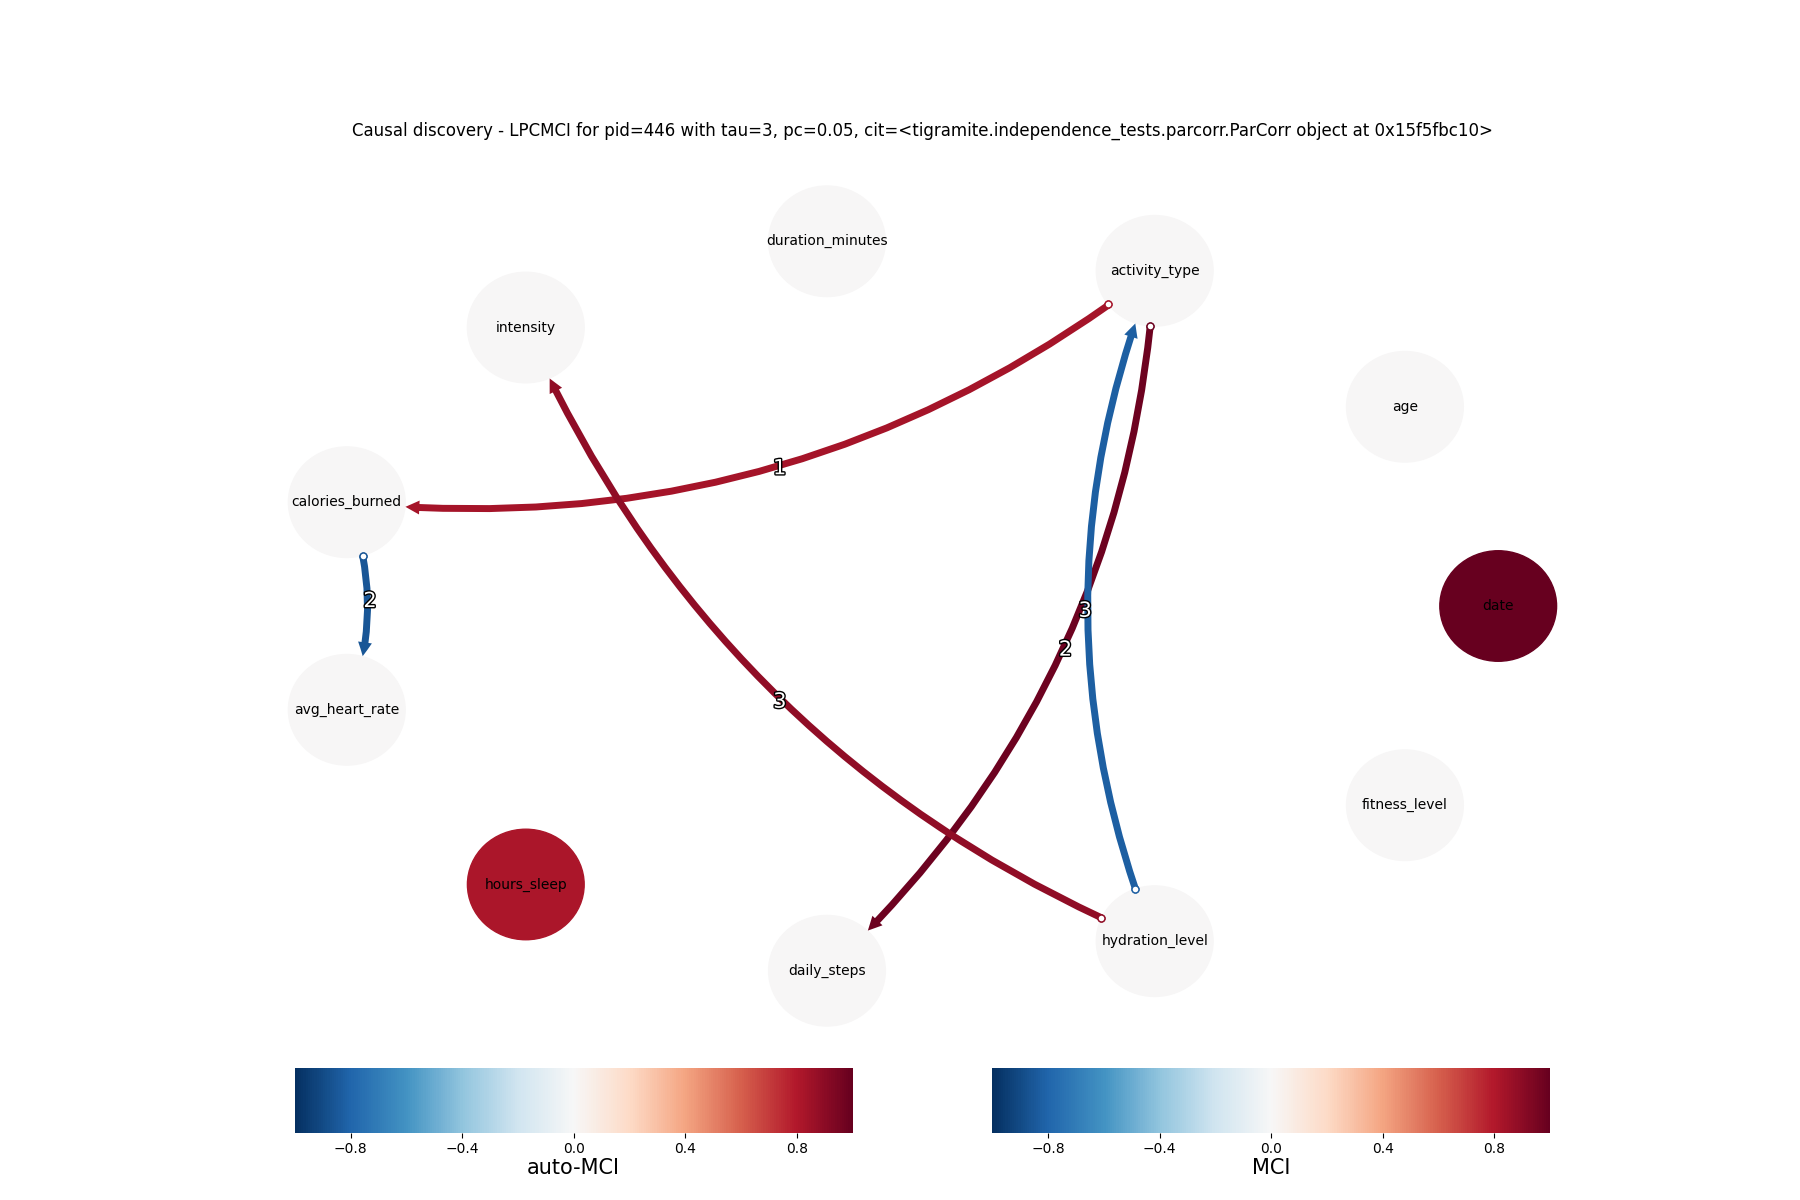 Causal discovery - LPCMCI for pid=446 with tau=3, pc=0.05, cit=<tigramite.independence_tests.parcorr.ParCorr object at 0x15f5fbc10>
duration_minutes
activity_type
intensity
age
1
calories_burned
2
3
date
2
3
avg_heart_rate
fitness_level
hours_sleep
hydration_level
daily_steps
−0.8 −0.4 0.0 0.4 0.8
auto-MCI
−0.8 −0.4 0.0 0.4 0.8
MCI